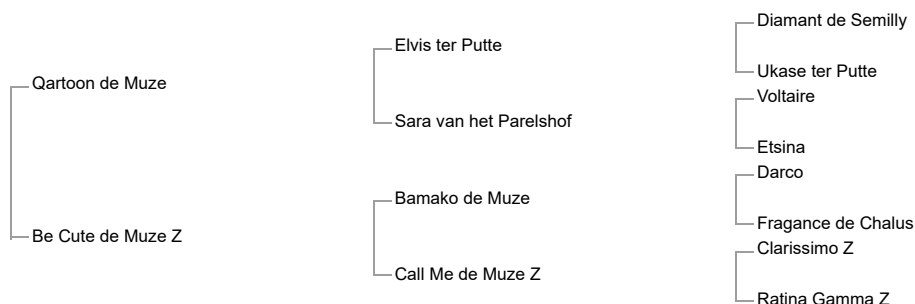 Diamant de Semilly
Elvis ter Putte
Ukase ter Putte
Qartoon de Muze
Voltaire
Sara van het Parelshof
Etsina
Darco
Bamako de Muze
Fragance de Chalus
Be Cute de Muze Z
Clarissimo Z
Call Me de Muze Z
Ratina Gamma Z